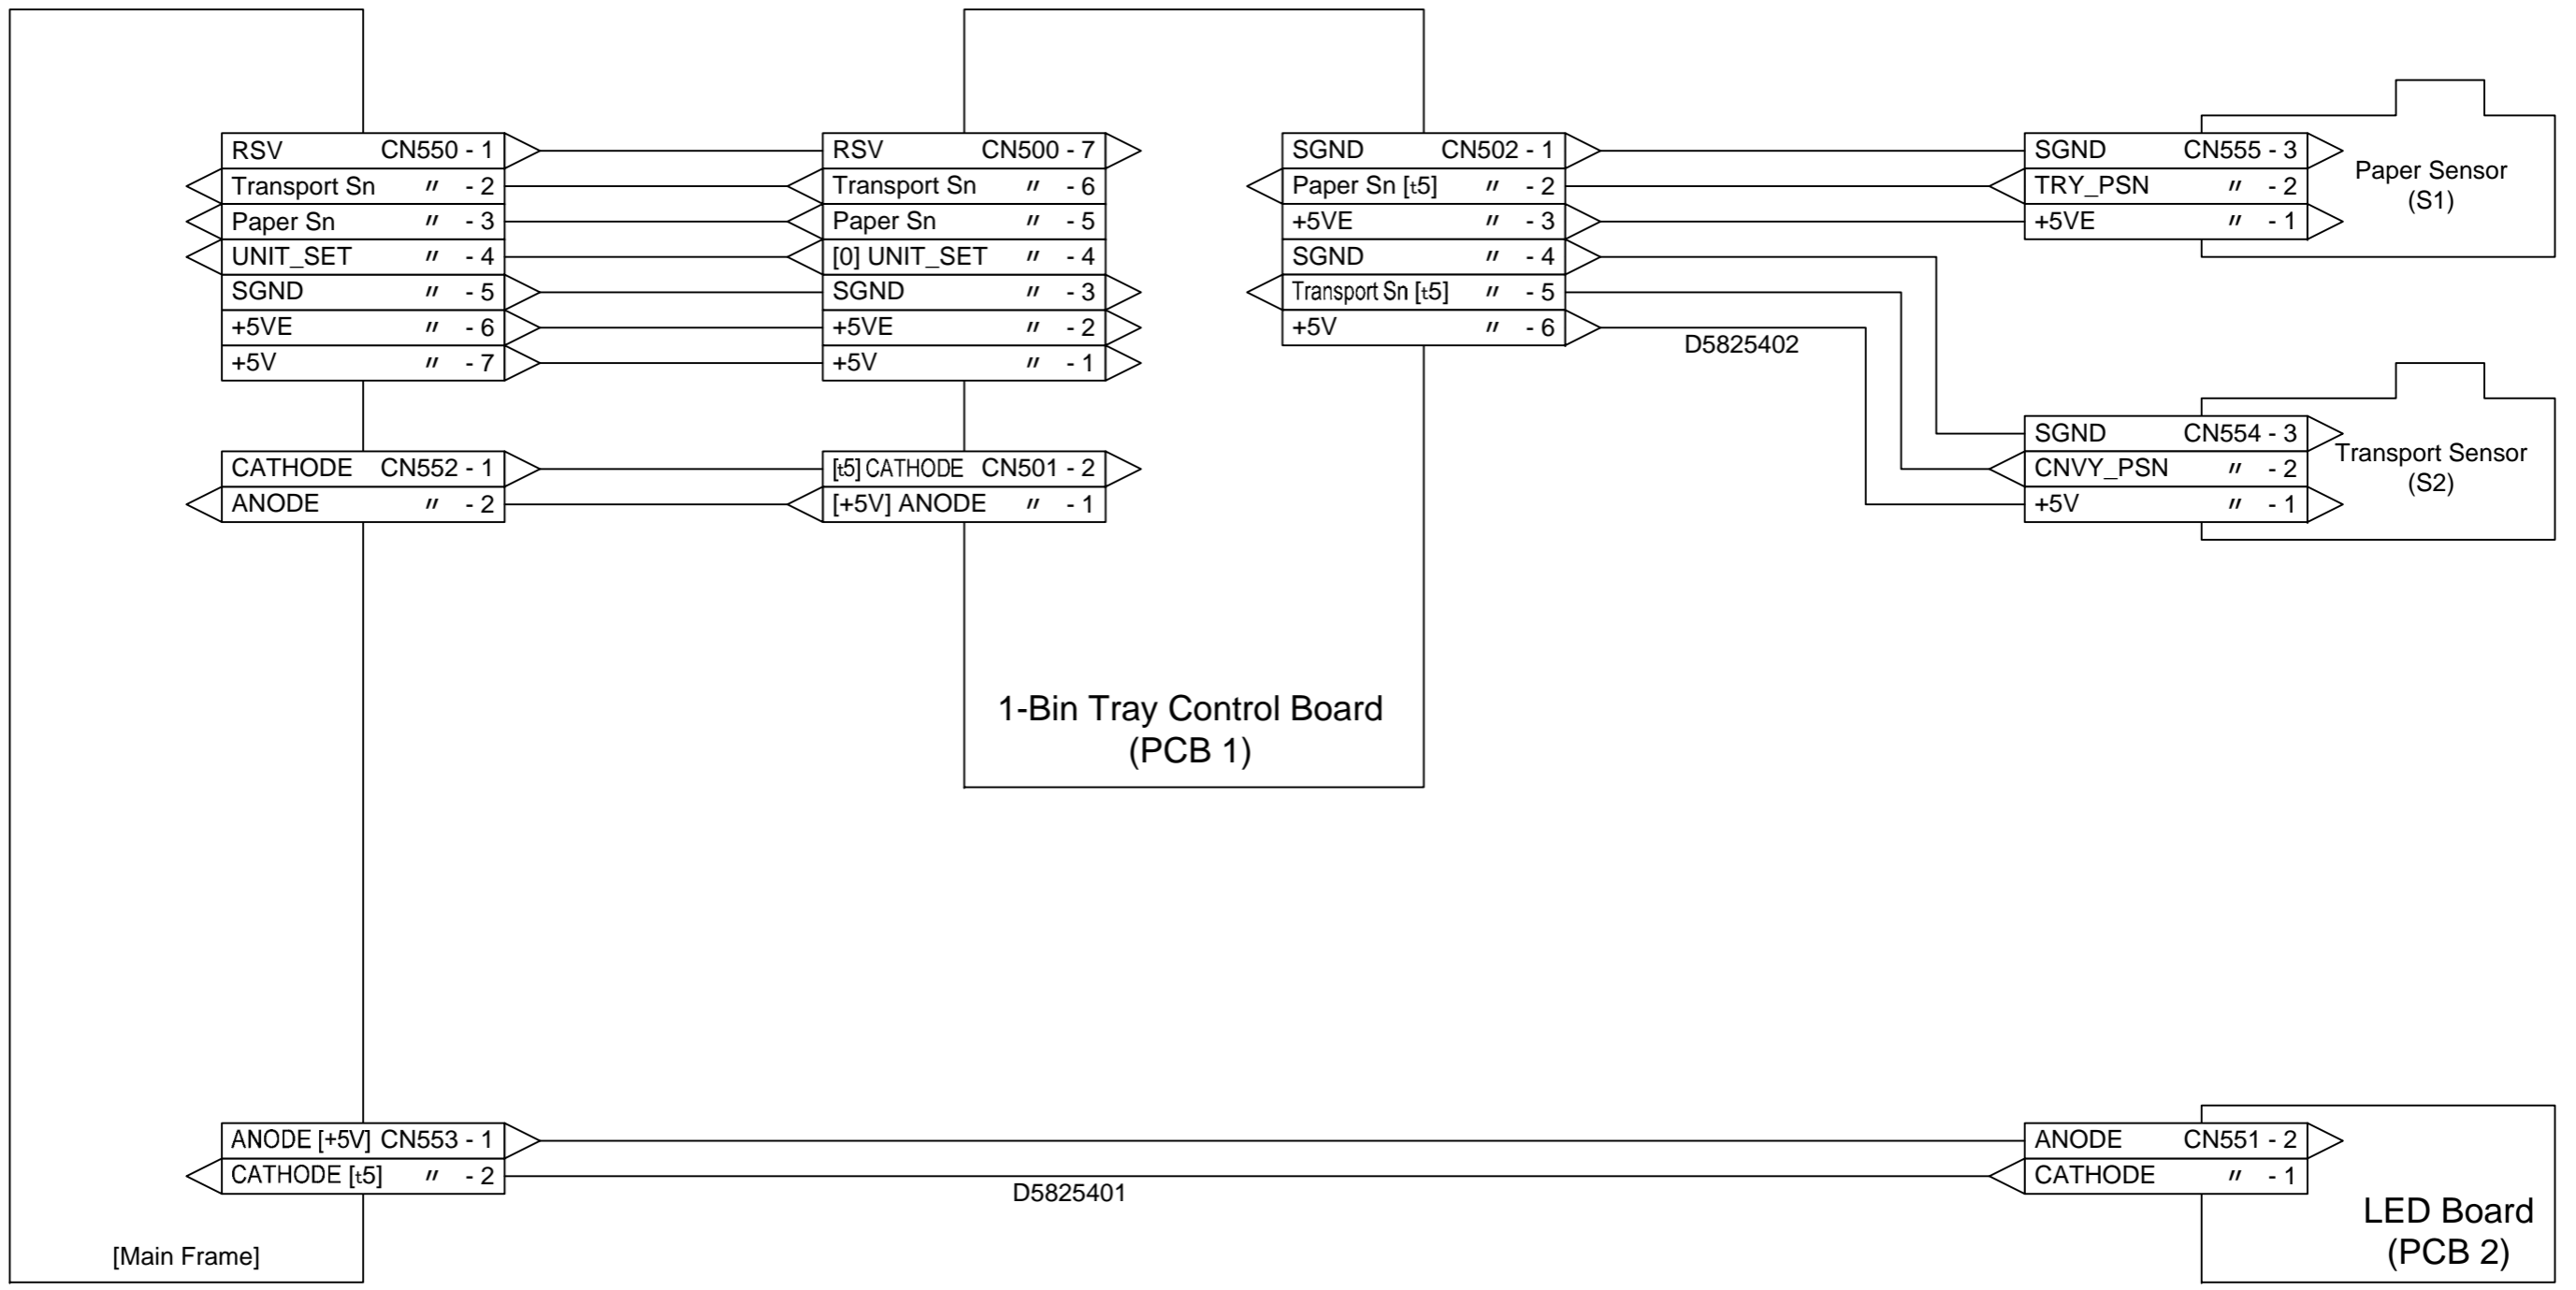 RSV CN550 - 1
Transport Sn 〃 - 2
Paper Sn 〃 - 3
UNIT_SET 〃 - 4
SGND 〃 - 5
+5VE 〃 - 6
+5V 〃 - 7
CATHODE CN552 - 1
ANODE 〃 - 2
ANODE [+5V] CN553 - 1
CATHODE [t5] 〃 - 2
[Main Frame]
RSV CN500 - 7
Transport Sn 〃 - 6
Paper Sn 〃 - 5
[0] UNIT_SET 〃 - 4
SGND 〃 - 3
+5VE 〃 - 2
+5V 〃 - 1
[t5] CATHODE CN501 - 2
[+5V] ANODE 〃 - 1
SGND CN502 - 1
Paper Sn [t5] 〃 - 2
+5VE 〃 - 3
SGND 〃 - 4
Transport Sn [t5] 〃 - 5
+5V 〃 - 6
1-Bin Tray Control Board
(PCB 1)
D5825402
D5825401
SGND CN555 - 3
TRY_PSN 〃 - 2
+5VE 〃 - 1
Paper Sensor
(S1)
SGND CN554 - 3
CNVY_PSN 〃 - 2
+5V 〃 - 1
Transport Sensor
(S2)
ANODE CN551 - 2
CATHODE 〃 - 1
LED Board
(PCB 2)